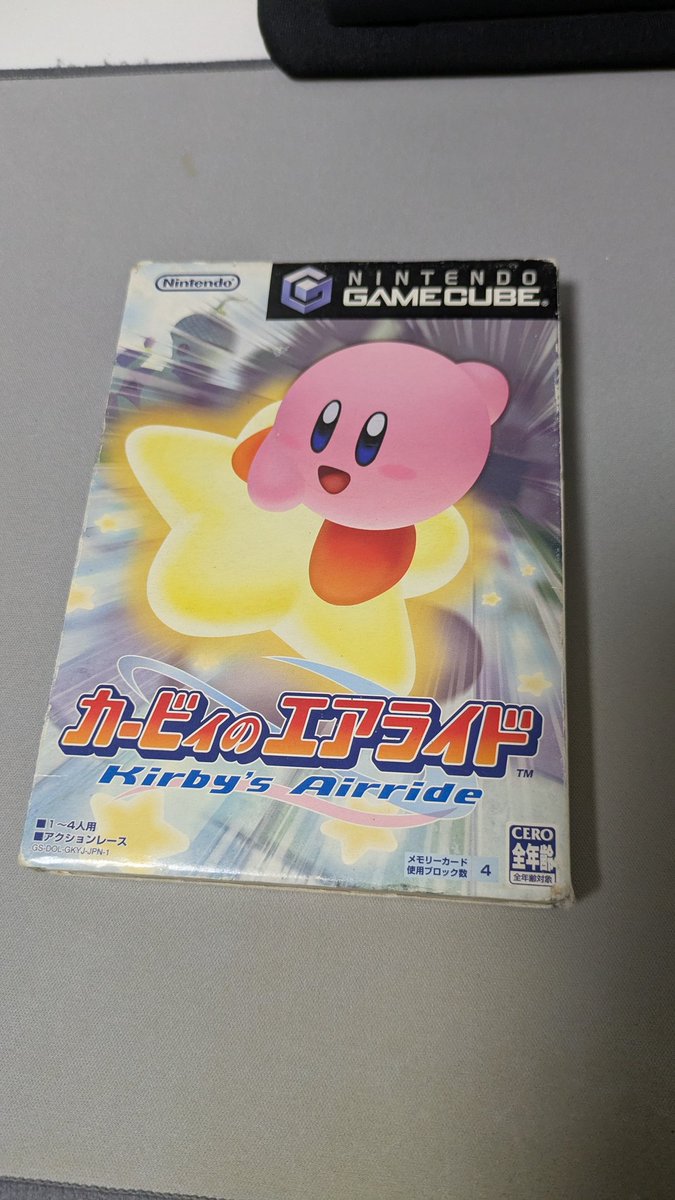 Nintendo
NINTENDO
GAMECUBE
カービィのエアライド™
Kirby's Airride
■1〜4人用
■アクションレース
GS-DOL-GKYJ-JPN-1
メモリーカード
使用ブロック数 4
CERO
全年齢
全年齢対象